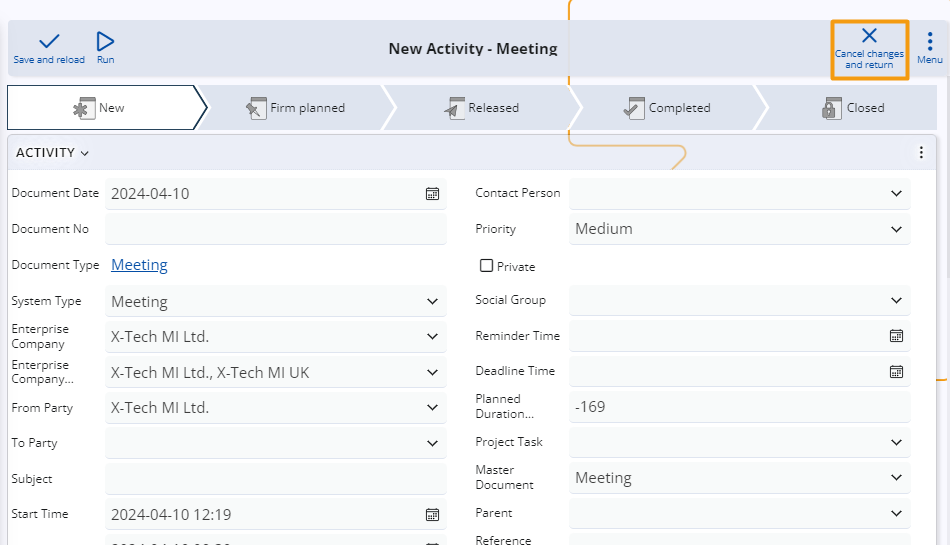 Save and reload
Run
New Activity - Meeting
Cancel changes
and return
Menu
New
Firm planned
Released
Completed
Closed
ACTIVITY
Document Date
2024-04-10
Contact Person
Document No
Priority
Medium
Document Type
Meeting
Private
System Type
Meeting
Social Group
Enterprise
Company
X-Tech MI Ltd.
Reminder Time
Enterprise
Company...
X-Tech MI Ltd., X-Tech MI UK
Deadline Time
From Party
X-Tech MI Ltd.
Planned
Duration...
-169
To Party
Project Task
Subject
Master
Document
Meeting
Start Time
2024-04-10 12:19
Parent
Reference